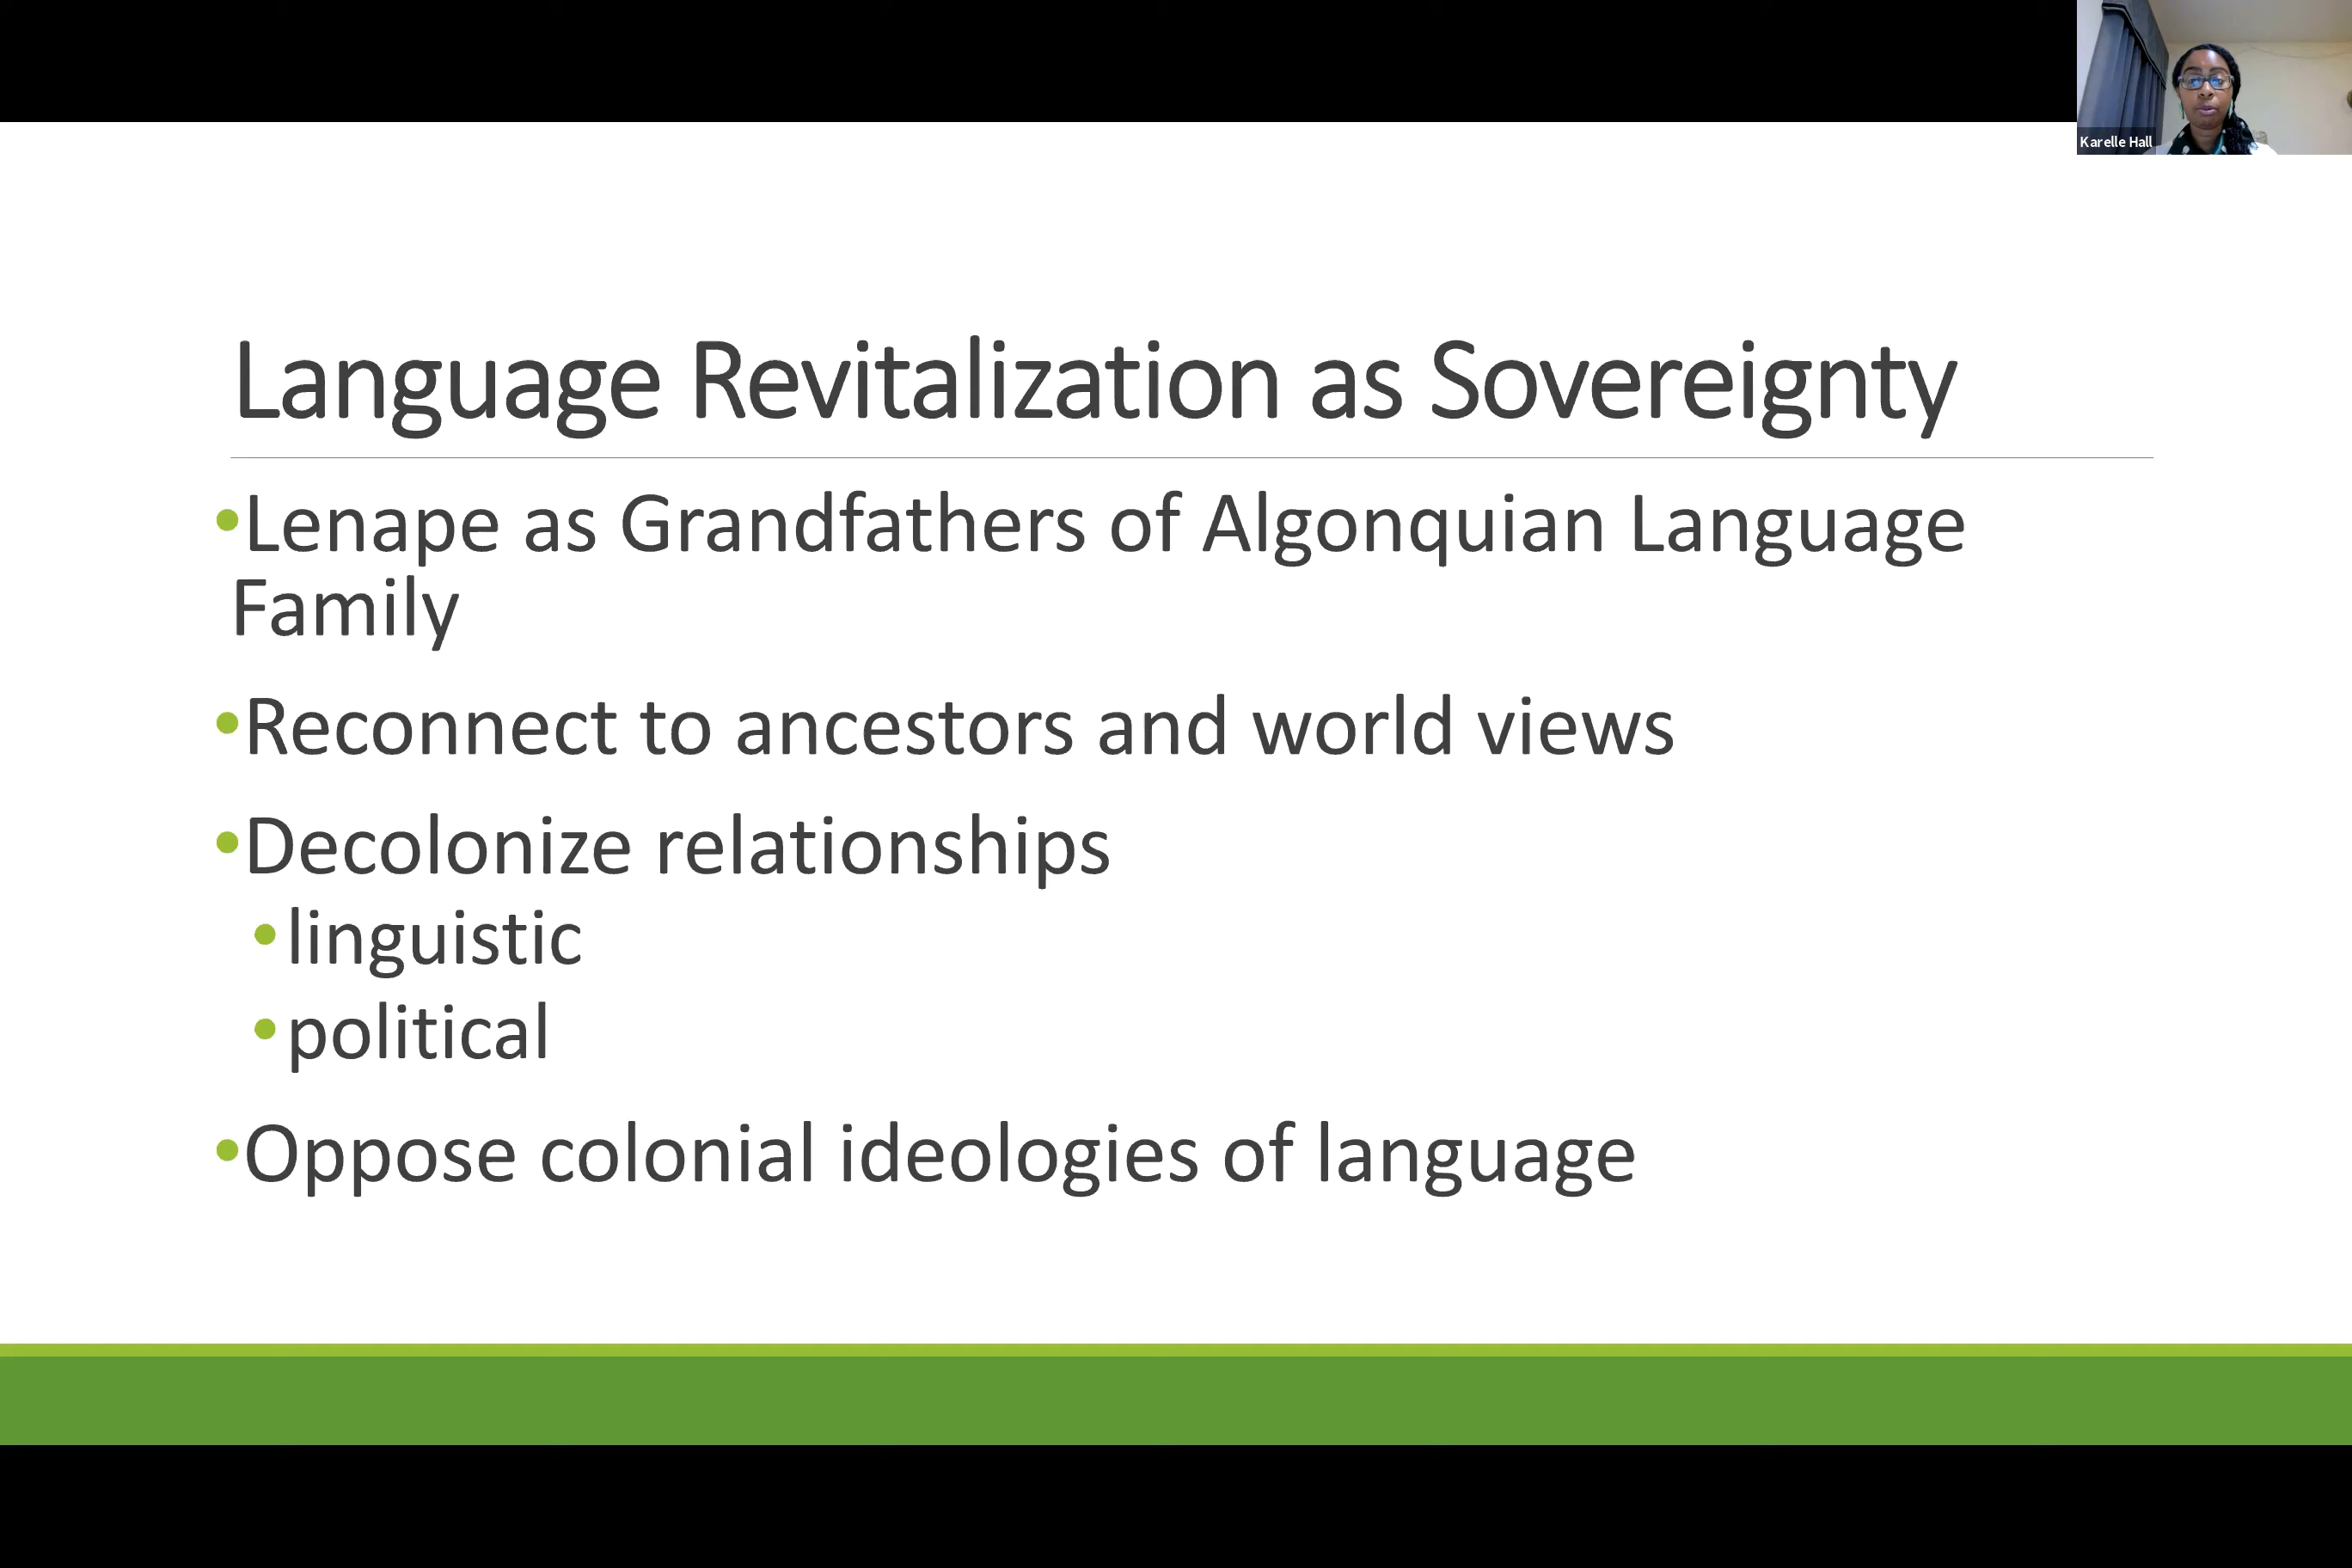 Karelle Hall
Language Revitalization as Sovereignty
•Lenape as Grandfathers of Algonquian Language
Family
•Reconnect to ancestors and world views
•Decolonize relationships
•linguistic
•political
•Oppose colonial ideologies of language